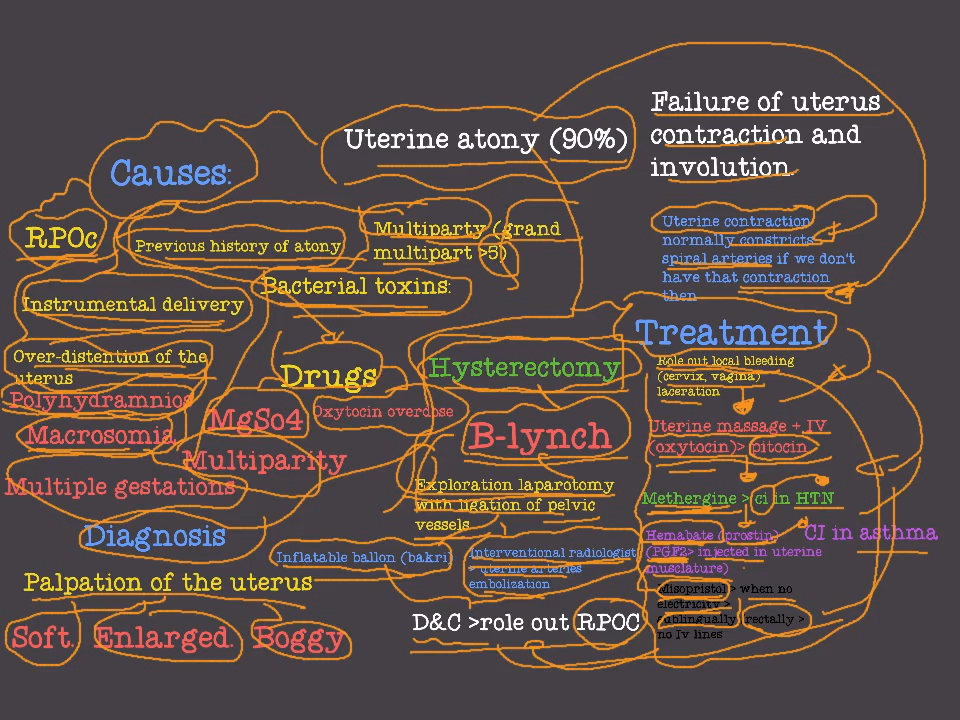 Uterine atony (90%)
Failure of uterus
contraction and
involution.
Uterine contraction
normally constricts
spiral arteries if we don't
have that contraction
then
Causes:
RPOc
Previous history of atony
Multiparty (grand
multipart >5)
Instrumental delivery
Bacterial toxins:
Over-distention of the
uterus
Polyhydramnios
Macrosomia
Multiple gestations
Drugs
MgSo4
Oxytocin overdose
Multiparity
Diagnosis
Palpation of the uterus
Soft.
Enlarged.
Boggy
Treatment
Role out local bleeding
(cervix, vagina)
laceration
Uterine massage + IV
(oxytocin)> pitocin
Methergine > ci in HTN
Hemabate (prostin)
(PGF2> injected in uterine
musclature)
CI in asthma
Misopristol > when no
electricity >
sublingually rectally >
no Iv lines
Hysterectomy
B-lynch
Exploration laparotomy
with ligation of pelvic
vessels
Inflatable ballon (bakri)
Interventional radiologist
> uterine arteries
embolization
D&C >role out RPOC